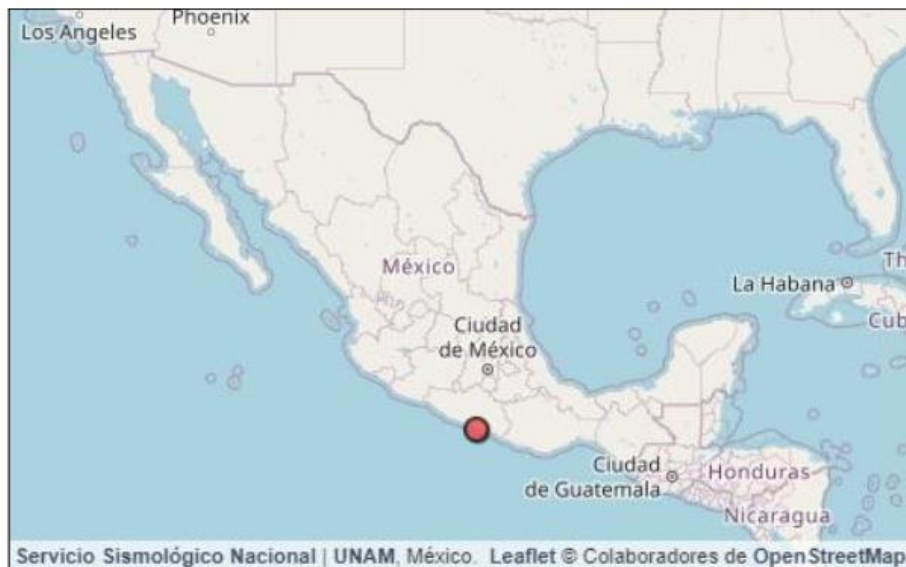 Phoenix
Los Angeles
México
La Habana
Th
Cub
Ciudad
de México
Ciudad
de Guatemala
Honduras
Nicaragua
Servicio Sismológico Nacional | UNAM, México. Leaflet © Colaboradores de OpenStreetMap